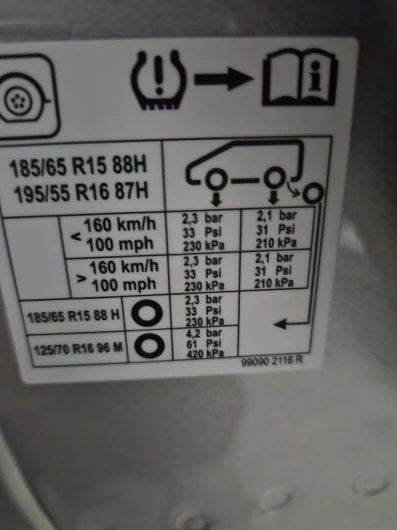 185/65 R15 88H
195/55 R16 87H
< 160 km/h
100 mph
2,3 bar
33 Psi
230 kPa
2,1 bar
31 Psi
210 kPa
> 160 km/h
100 mph
2,3 bar
33 Psi
230 kPa
2,1 bar
31 Psi
210 kPa
185/65 R15 88 H
2,3 bar
33 Psi
230 kPa
125/70 R16 96 M
4,2 bar
61 Psi
420 kPa
99090 2116 R